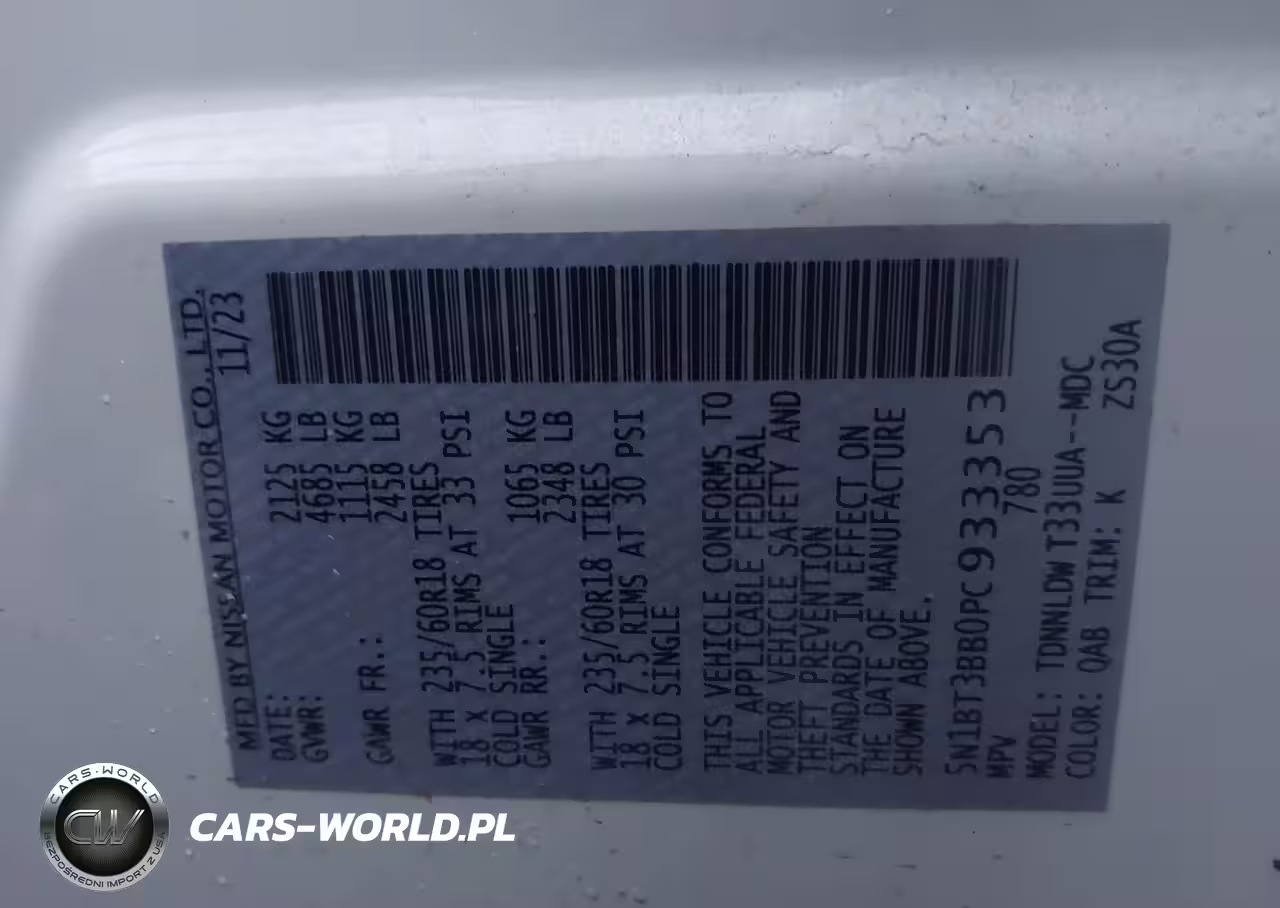 MFD BY NISSAN MOTOR CO., LTD.
DATE: 11/23
GVWR: 2125 KG
4685 LB
GAWR FR.: 1115 KG
2458 LB
WITH 235/60R18 TIRES
18 x 7.5 RIMS AT 33 PSI
COLD SINGLE
GAWR RR.: 1065 KG
2348 LB
WITH 235/60R18 TIRES
18 x 7.5 RIMS AT 30 PSI
COLD SINGLE
THIS VEHICLE CONFORMS TO
ALL APPLICABLE FEDERAL
MOTOR VEHICLE SAFETY AND
THEFT PREVENTION
STANDARDS IN EFFECT ON
THE DATE OF MANUFACTURE
SHOWN ABOVE.
5N1BT3BB0PC933353
MPV 780
MODEL: TDNNLDW T33UUA--MDC
COLOR: QAB TRIM: K ZS30A
CARS-WORLD
CW
BEZPOŚREDNI IMPORT Z USA
CARS-WORLD.PL